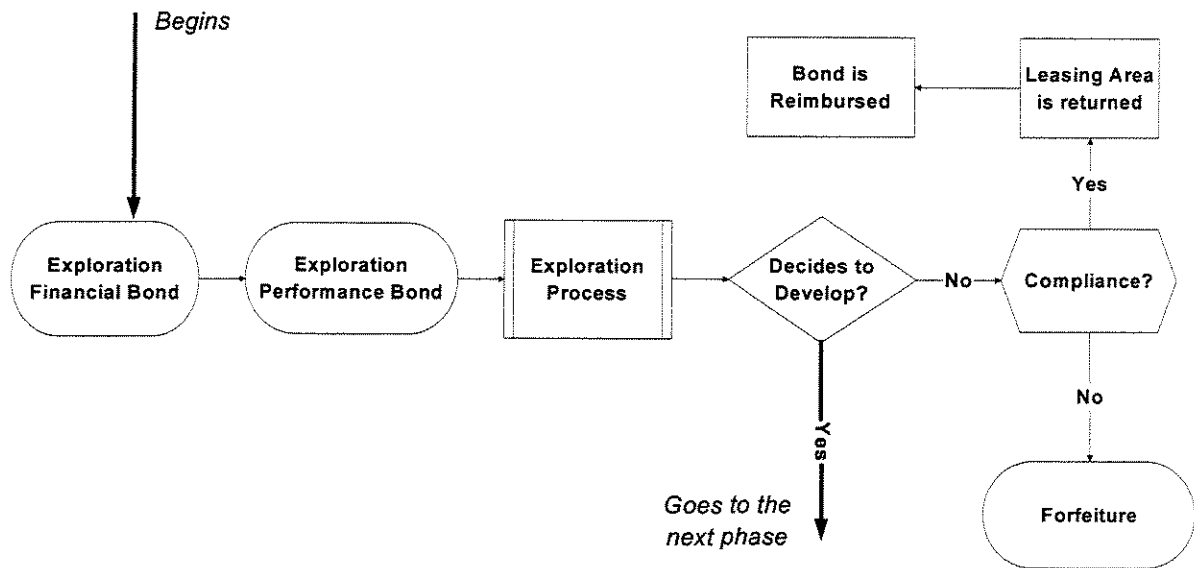 Begins
Bond is
Reimbursed
Leasing Area
is returned
Yes
Exploration
Financial Bond
Exploration
Performance Bond
Exploration
Process
Decides to
Develop?
No
Compliance?
Yes
No
Goes to the
next phase
Forfeiture